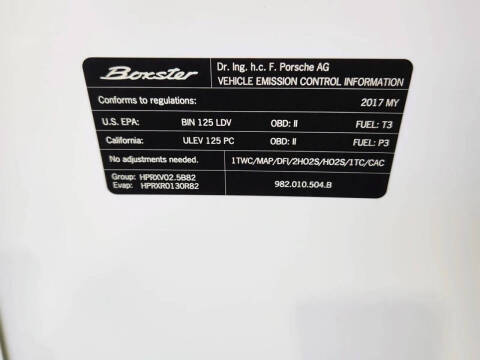 Boxster Dr. Ing. h.c. F. Porsche AG
VEHICLE EMISSION CONTROL INFORMATION
Conforms to regulations: 2017 MY
U.S. EPA: BIN 125 LDV OBD: II FUEL: T3
California: ULEV 125 PC OBD: II FUEL: P3
No adjustments needed. 1TWC/MAP/DFI/2HO2S/HO2S/1TC/CAC
Group: HPRXV02.5B82
Evap: HPRXR0130R82 982.010.504.B